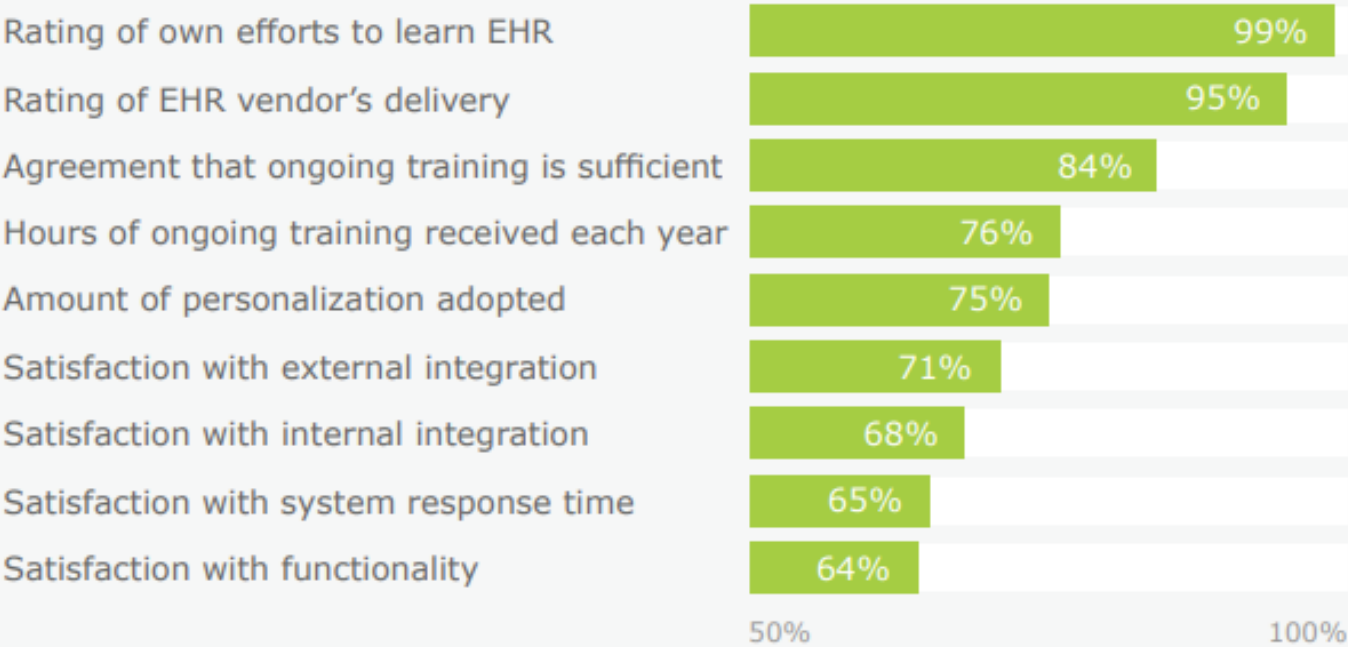 Rating of own efforts to learn EHR 99%
Rating of EHR vendor’s delivery 95%
Agreement that ongoing training is sufficient 84%
Hours of ongoing training received each year 76%
Amount of personalization adopted 75%
Satisfaction with external integration 71%
Satisfaction with internal integration 68%
Satisfaction with system response time 65%
Satisfaction with functionality 64%
50% 100%